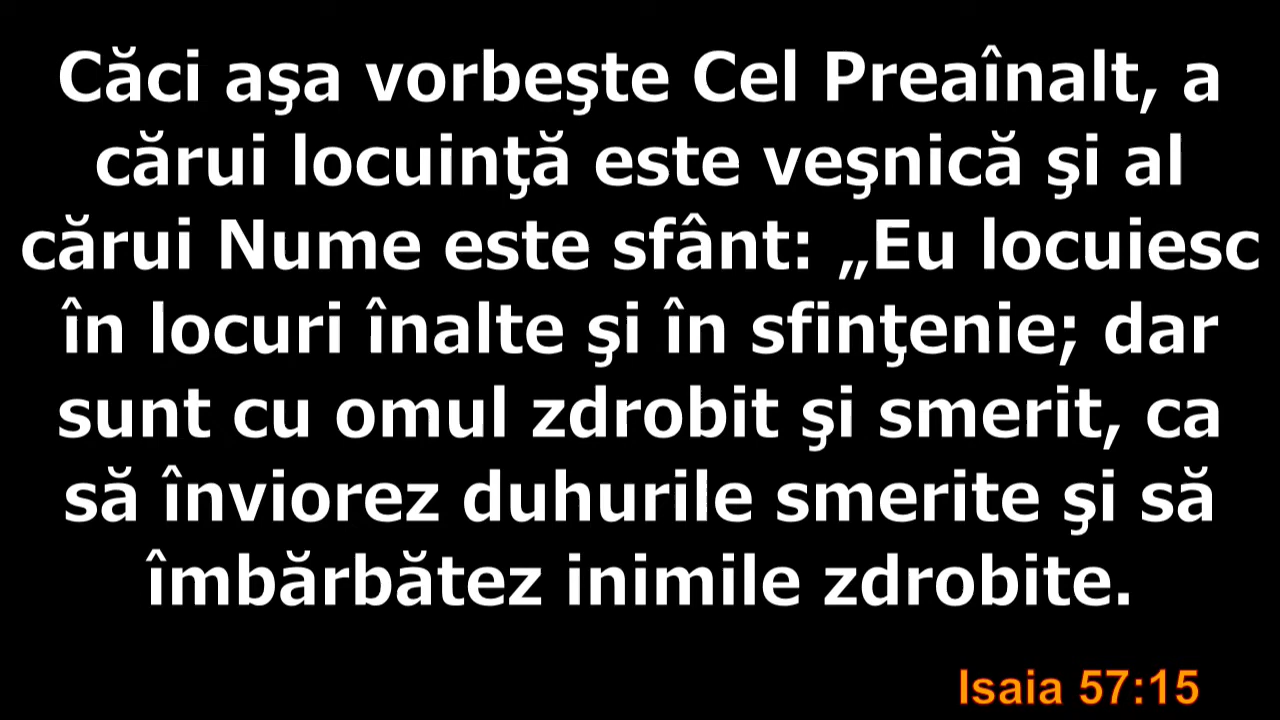 Căci aşa vorbeşte Cel Preaînalt, a
cărui locuinţă este veşnică şi al
cărui Nume este sfânt: „Eu locuiesc
în locuri înalte şi în sfinţenie; dar
sunt cu omul zdrobit şi smerit, ca
să înviorez duhurile smerite şi să
îmbărbătez inimile zdrobite.
Isaia 57:15